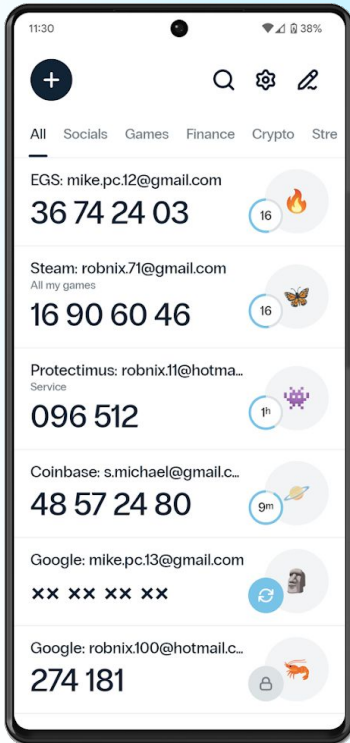 11:30 38%
+
All Socials Games Finance Crypto Stre
EGS: mike.pc.12@gmail.com
36 74 24 03
16
Steam: robnix.71@gmail.com
All my games
16 90 60 46
16
Protectimus: robnix.11@hotma...
Service
096 512
1h
Coinbase: s.michael@gmail.c...
48 57 24 80
9m
Google: mike.pc.13@gmail.com
×× ×× ×× ××
Google: robnix.100@hotmail.c...
274 181